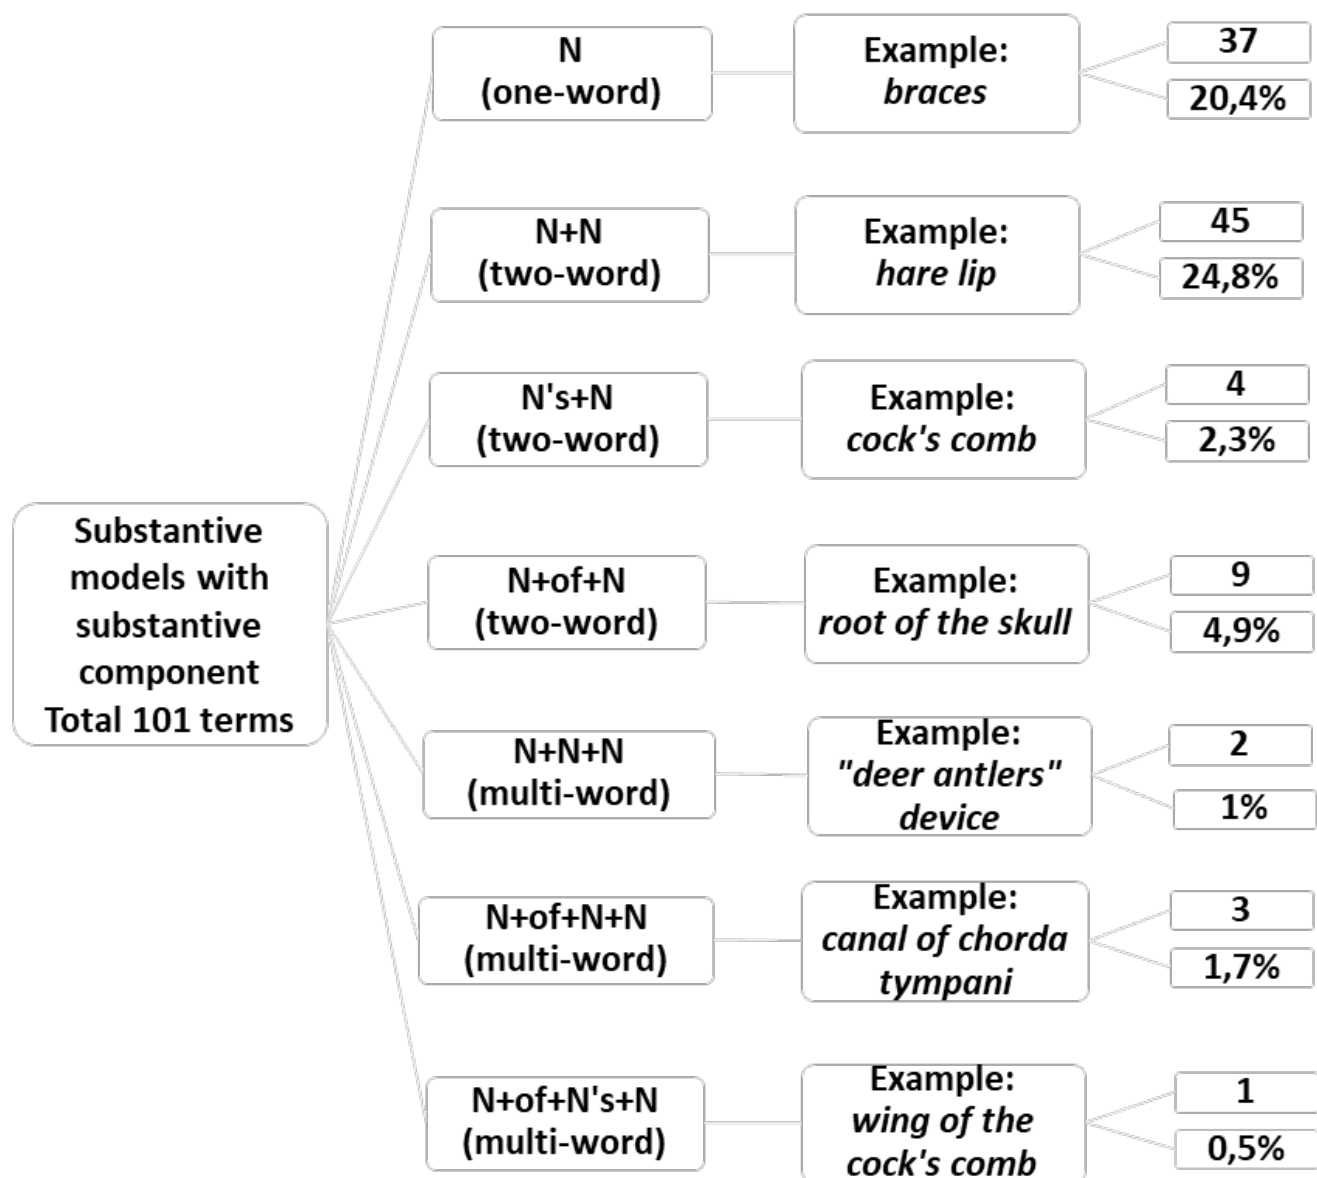 Substantive
models with
substantive
component
Total 101 terms
N
(one-word)
Example:
braces
37
20,4%
N+N
(two-word)
Example:
hare lip
45
24,8%
N's+N
(two-word)
Example:
cock's comb
4
2,3%
N+of+N
(two-word)
Example:
root of the skull
9
4,9%
N+N+N
(multi-word)
Example:
"deer antlers"
device
2
1%
N+of+N+N
(multi-word)
Example:
canal of chorda
tympani
3
1,7%
N+of+N's+N
(multi-word)
Example:
wing of the
cock's comb
1
0,5%